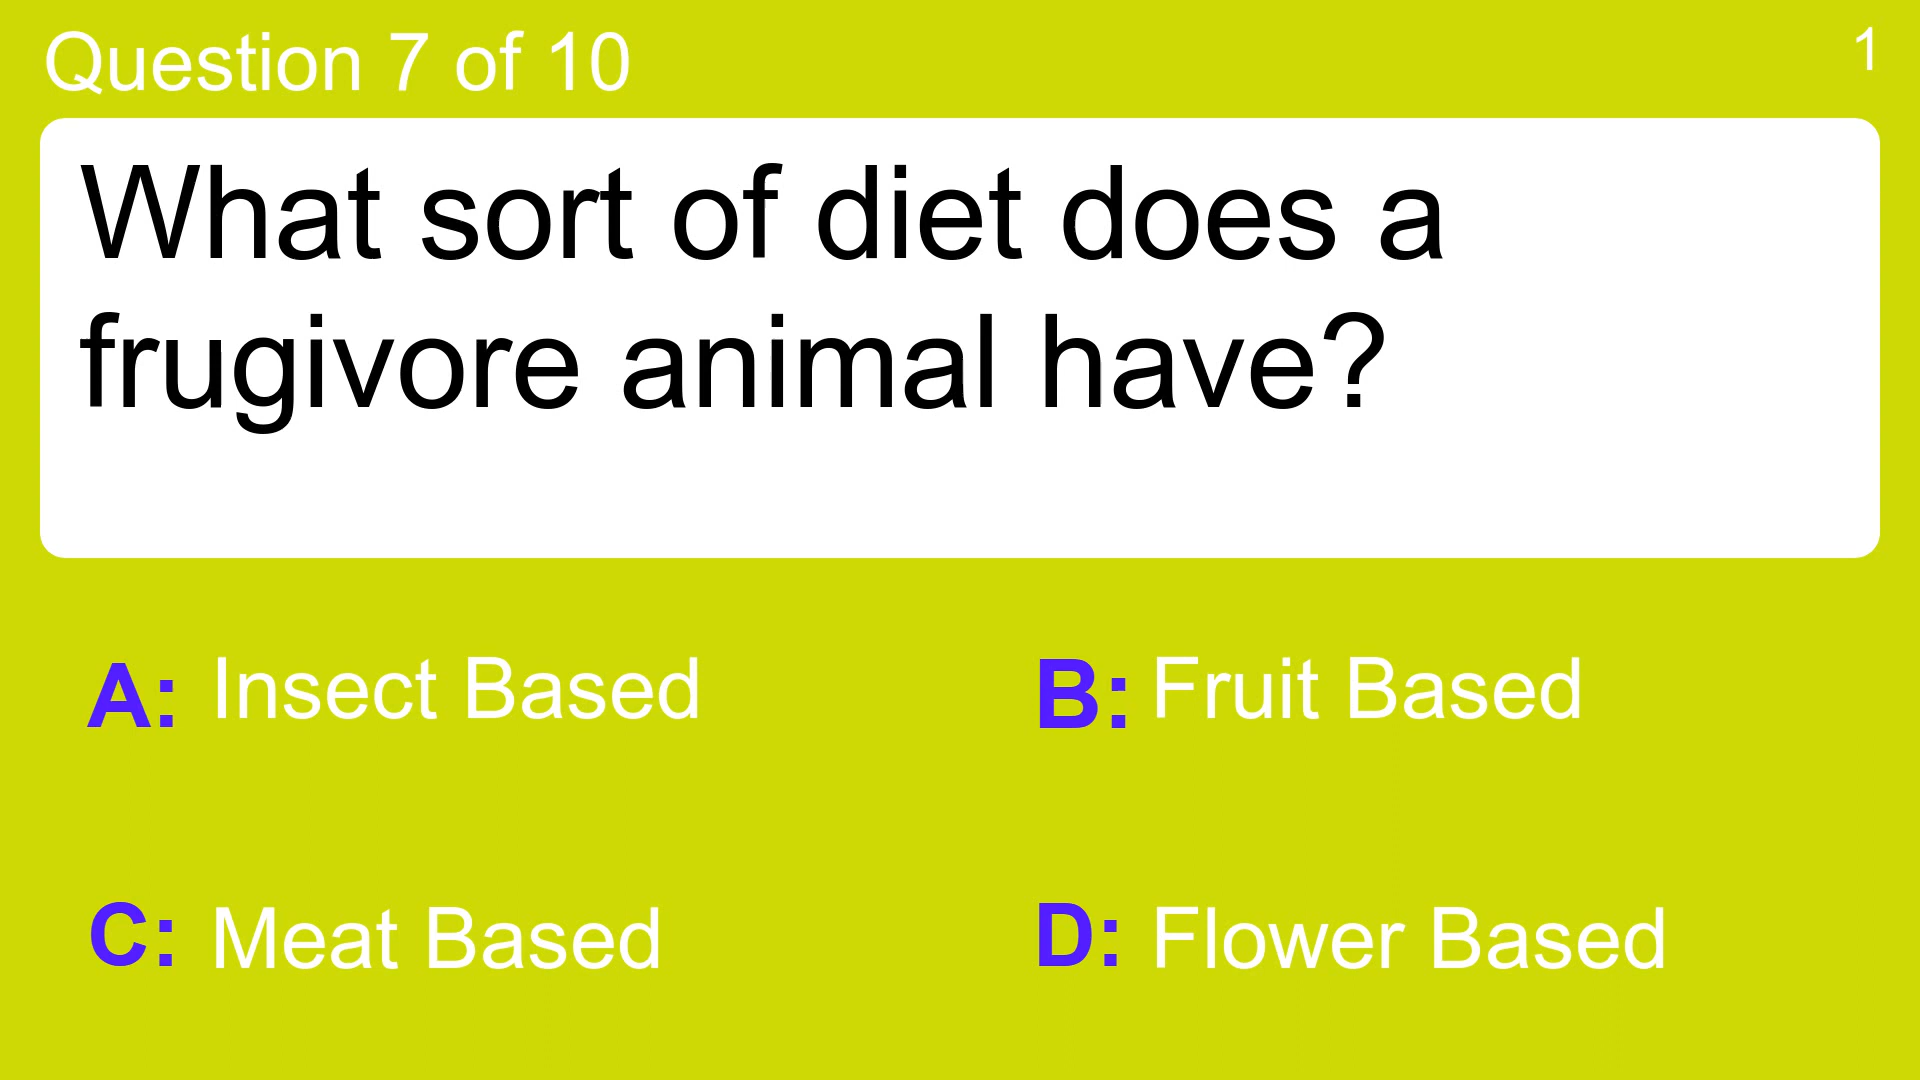 Question 7 of 10
1
What sort of diet does a
frugivore animal have?
A: Insect Based
B: Fruit Based
C: Meat Based
D: Flower Based